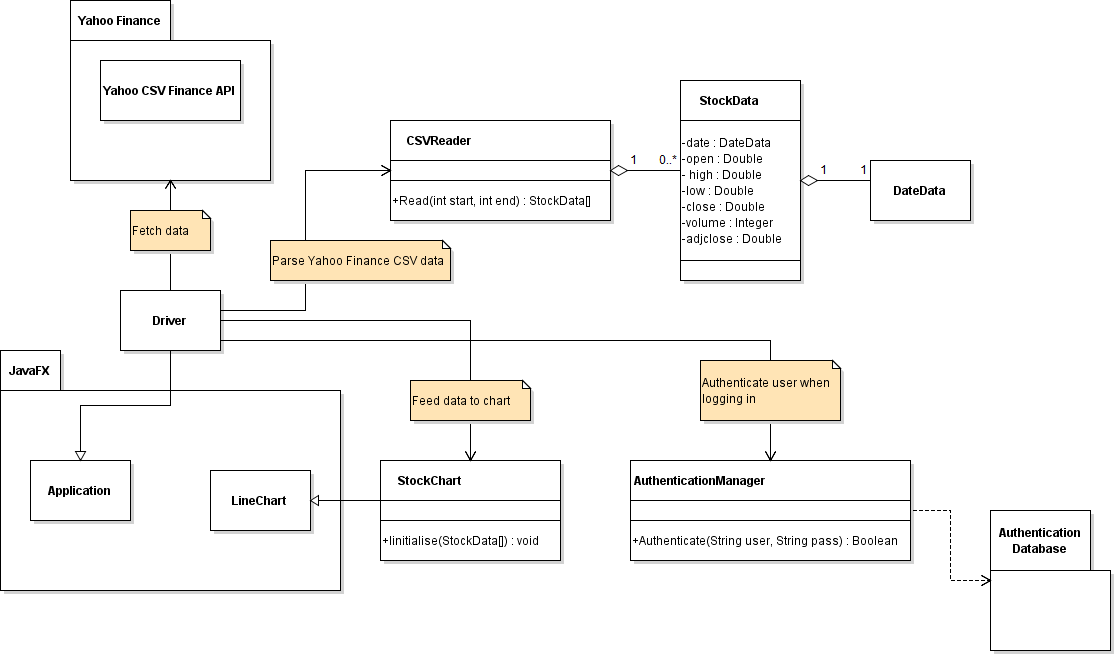 Yahoo Finance
Yahoo CSV Finance API
StockData
CSVReader
-date : DateData
-open : Double
- high : Double
-low : Double
-close : Double
-volume : Integer
-adjclose : Double
1
0..*
1
1
DateData
+Read(int start, int end) : StockData[]
Fetch data
Parse Yahoo Finance CSV data
Driver
JavaFX
Authenticate user when
logging in
Feed data to chart
Application
LineChart
StockChart
+Iinitialise(StockData[]) : void
AuthenticationManager
+Authenticate(String user, String pass) : Boolean
Authentication
Database